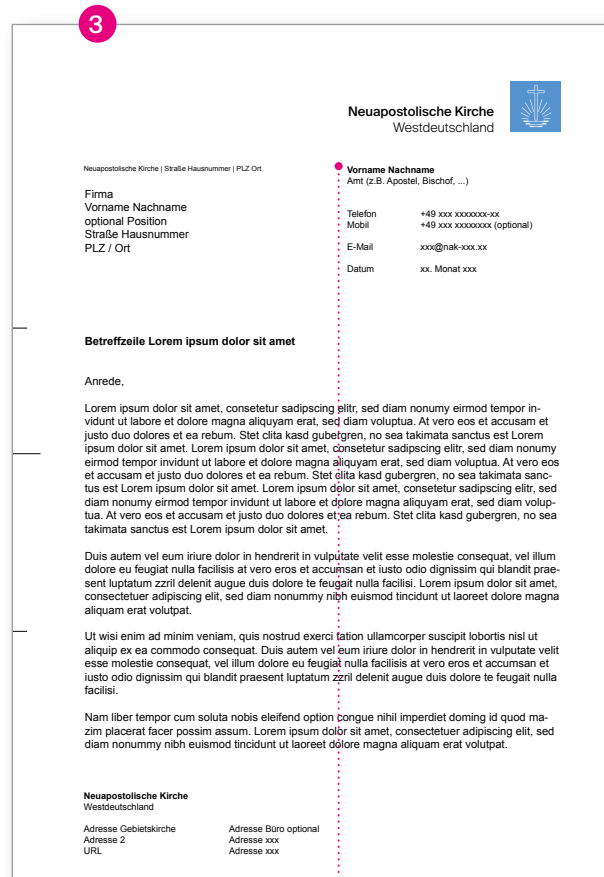 3
Neuapostolische Kirche
Westdeutschland
Neuapostolische Kirche | Straße Hausnummer | PLZ Ort
Firma
Vorname Nachname
optional Position
Straße Hausnummer
PLZ / Ort
Vorname Nachname
Amt (z.B. Apostel, Bischof, ...)
Telefon +49 xxx xxxxxxx-xx
Mobil +49 xxx xxxxxxxx (optional)
E-Mail xxx@nak-xxx.xx
Datum xx. Monat xxx
Betreffzeile Lorem ipsum dolor sit amet
Anrede,
Lorem ipsum dolor sit amet, consetetur sadipscing elitr, sed diam nonumy eirmod tempor in-
vidunt ut labore et dolore magna aliquyam erat, sed diam voluptua. At vero eos et accusam et
justo duo dolores et ea rebum. Stet clita kasd gubergren, no sea takimata sanctus est Lorem
ipsum dolor sit amet. Lorem ipsum dolor sit amet, consetetur sadipscing elitr, sed diam nonumy
eirmod tempor invidunt ut labore et dolore magna aliquyam erat, sed diam voluptua. At vero eos
et accusam et justo duo dolores et ea rebum. Stet clita kasd gubergren, no sea takimata sanc-
tus est Lorem ipsum dolor sit amet. Lorem ipsum dolor sit amet, consetetur sadipscing elitr, sed
diam nonumy eirmod tempor invidunt ut labore et dolore magna aliquyam erat, sed diam volup-
tua. At vero eos et accusam et justo duo dolores et ea rebum. Stet clita kasd gubergren, no sea
takimata sanctus est Lorem ipsum dolor sit amet.
Duis autem vel eum iriure dolor in hendrerit in vulputate velit esse molestie consequat, vel illum
dolore eu feugiat nulla facilisis at vero eros et accumsan et iusto odio dignissim qui blandit prae-
sent luptatum zzril delenit augue duis dolore te feugait nulla facilisi. Lorem ipsum dolor sit amet,
consectetuer adipiscing elit, sed diam nonummy nibh euismod tincidunt ut laoreet dolore magna
aliquam erat volutpat.
Ut wisi enim ad minim veniam, quis nostrud exerci tation ullamcorper suscipit lobortis nisl ut
aliquip ex ea commodo consequat. Duis autem vel eum iriure dolor in hendrerit in vulputate velit
esse molestie consequat, vel illum dolore eu feugiat nulla facilisis at vero eros et accumsan et
iusto odio dignissim qui blandit praesent luptatum zzril delenit augue duis dolore te feugait nulla
facilisi.
Nam liber tempor cum soluta nobis eleifend option congue nihil imperdiet doming id quod ma-
zim placerat facer possim assum. Lorem ipsum dolor sit amet, consectetuer adipiscing elit, sed
diam nonummy nibh euismod tincidunt ut laoreet dolore magna aliquam erat volutpat.
Neuapostolische Kirche
Westdeutschland
Adresse Gebietskirche Adresse Büro optional
Adresse 2 Adresse xxx
URL Adresse xxx